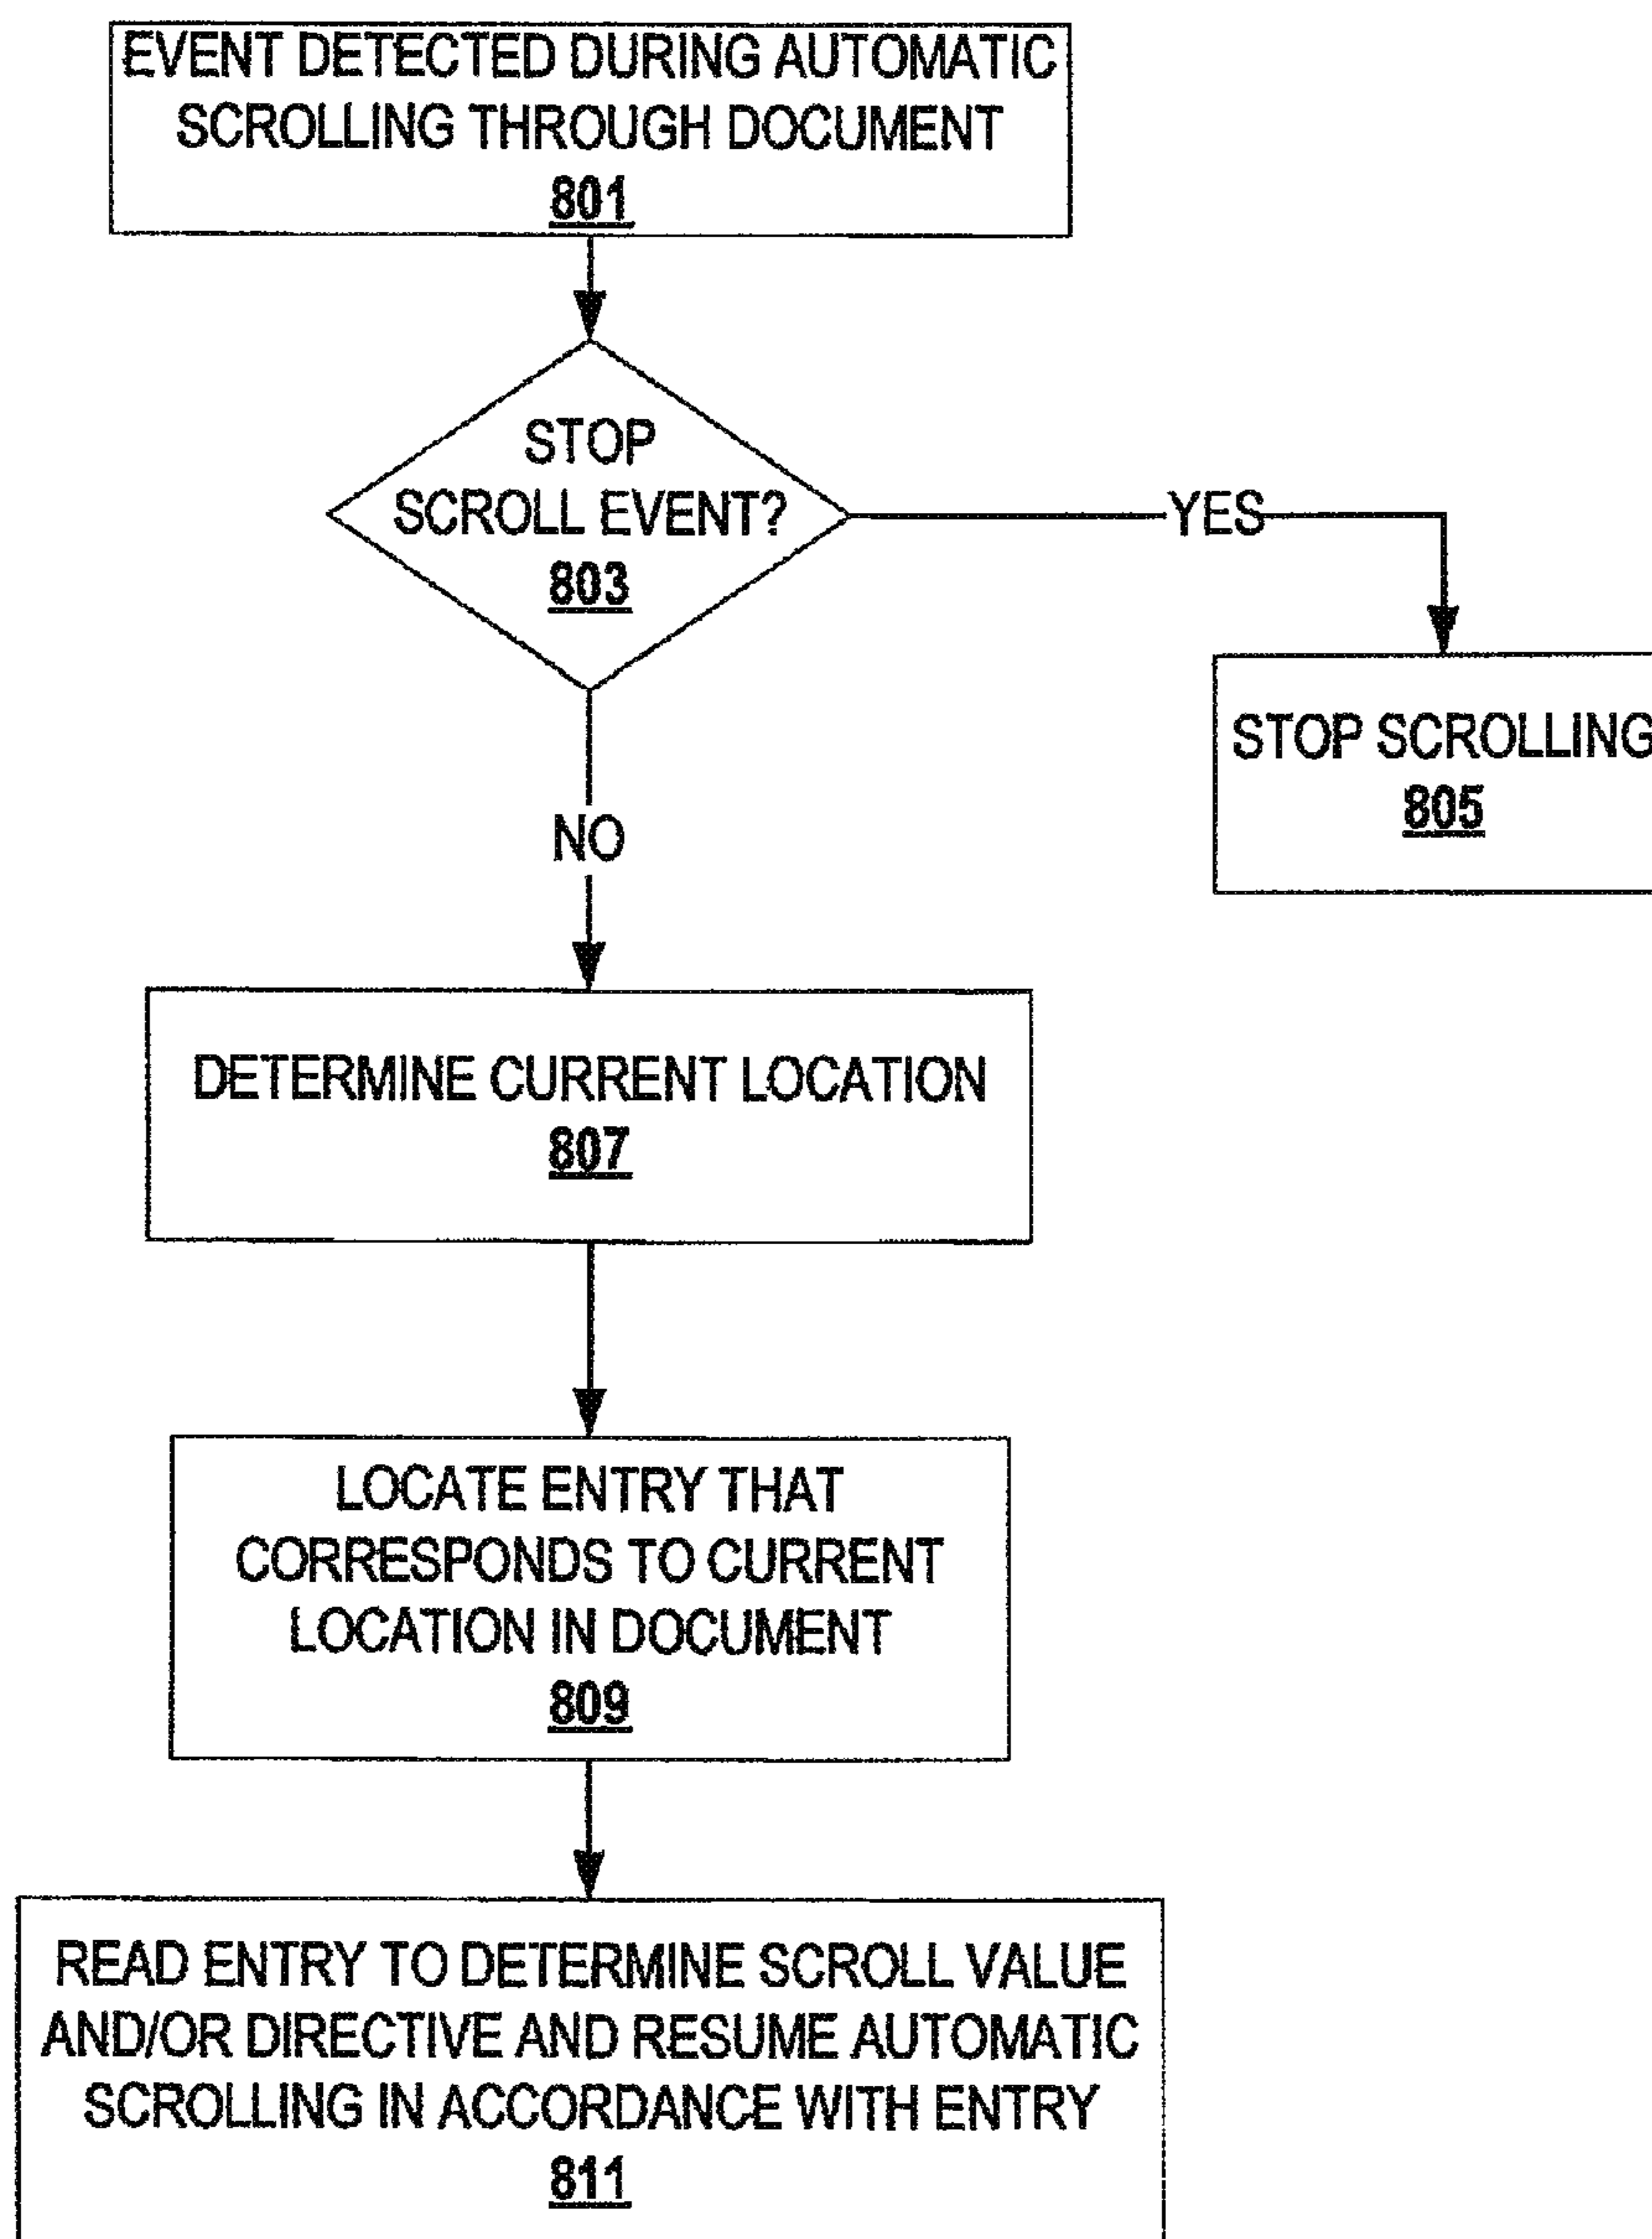 EVENT DETECTED DURING AUTOMATIC
SCROLLING THROUGH DOCUMENT
801
STOP
SCROLL EVENT?
803
YES
STOP SCROLLING
805
NO
DETERMINE CURRENT LOCATION
807
LOCATE ENTRY THAT
CORRESPONDS TO CURRENT
LOCATION IN DOCUMENT
809
READ ENTRY TO DETERMINE SCROLL VALUE
AND/OR DIRECTIVE AND RESUME AUTOMATIC
SCROLLING IN ACCORDANCE WITH ENTRY
811